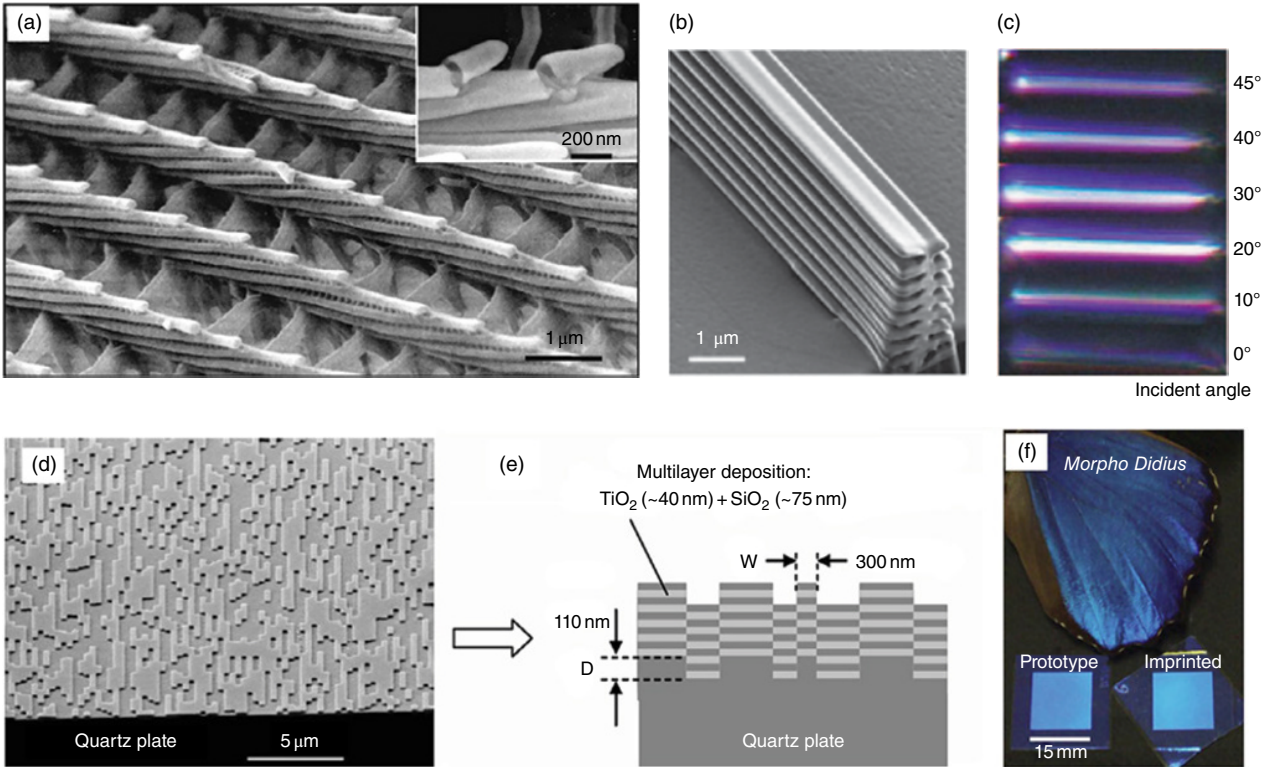 (a)
200 nm
1 μm
(b)
1 μm
(c)
45°
40°
30°
20°
10°
0°
Incident angle
(d)
Quartz plate
5 μm
(e)
Multilayer deposition:
TiO₂ (~40 nm) + SiO₂ (~75 nm)
W
300 nm
110 nm
D
Quartz plate
(f)
Morpho Didius
Prototype
Imprinted
15 mm